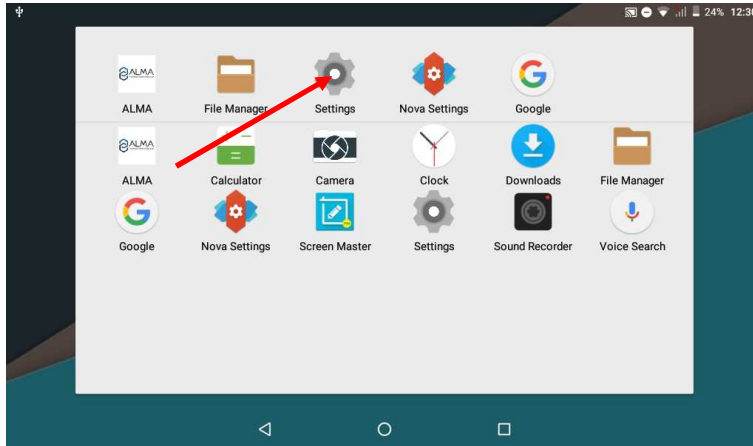 24% 12:30
ALMA
ALMA
File Manager
Settings
Nova Settings
Google
ALMA
ALMA
Calculator
Camera
Clock
Downloads
File Manager
Google
Nova Settings
Screen Master
Settings
Sound Recorder
Voice Search